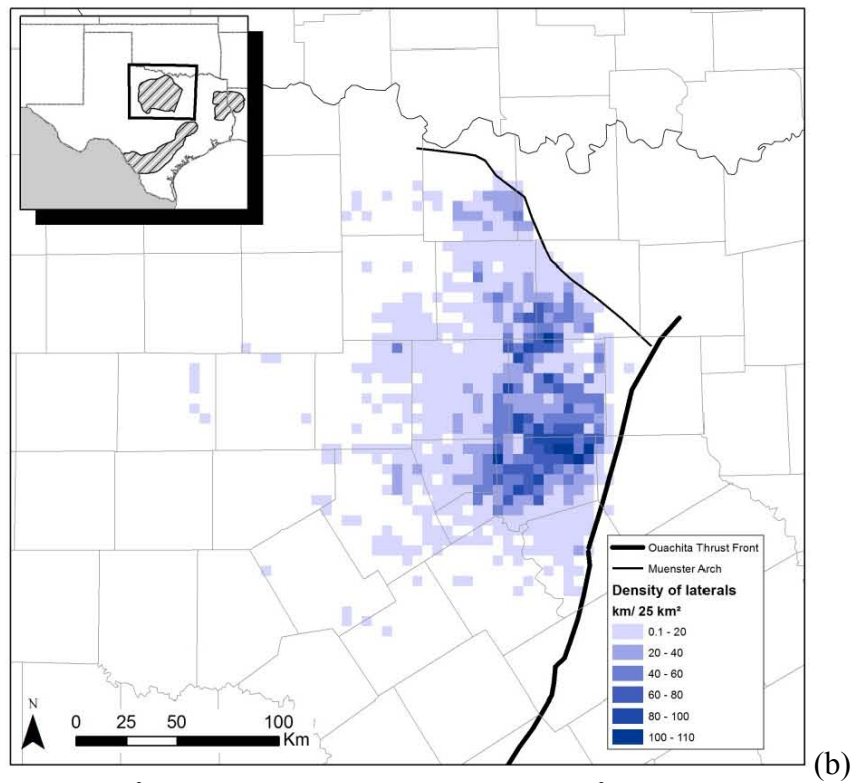 Ouachita Thrust Front
Muenster Arch
Density of laterals
km/ 25 km²
0.1 - 20
20 - 40
40 - 60
60 - 80
80 - 100
100 - 110
N
0 25 50 100
Km
(b)